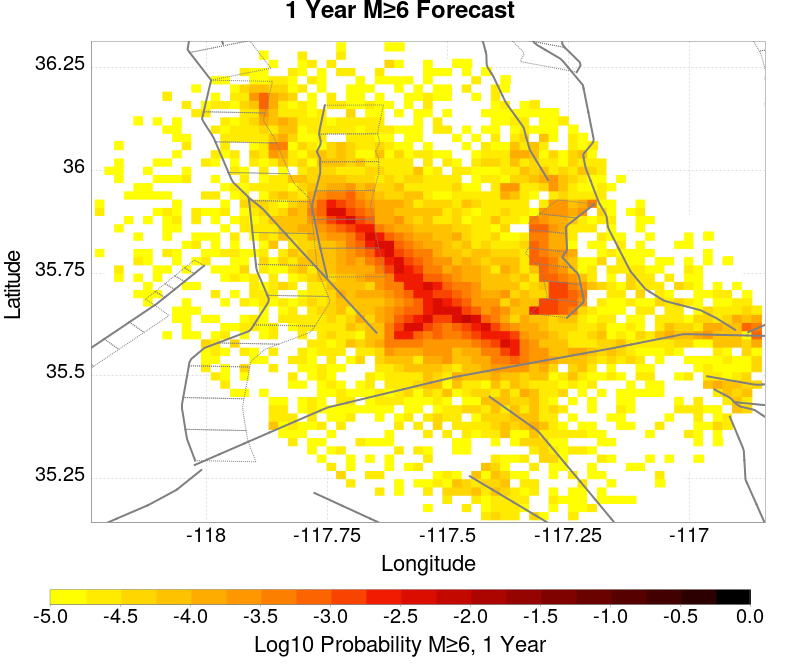 1 Year M≥6 Forecast
36.25
36
35.75
35.5
35.25
Latitude
-118 -117.75 -117.5 -117.25 -117
Longitude
-5.0 -4.5 -4.0 -3.5 -3.0 -2.5 -2.0 -1.5 -1.0 -0.5 0.0
Log10 Probability M≥6, 1 Year